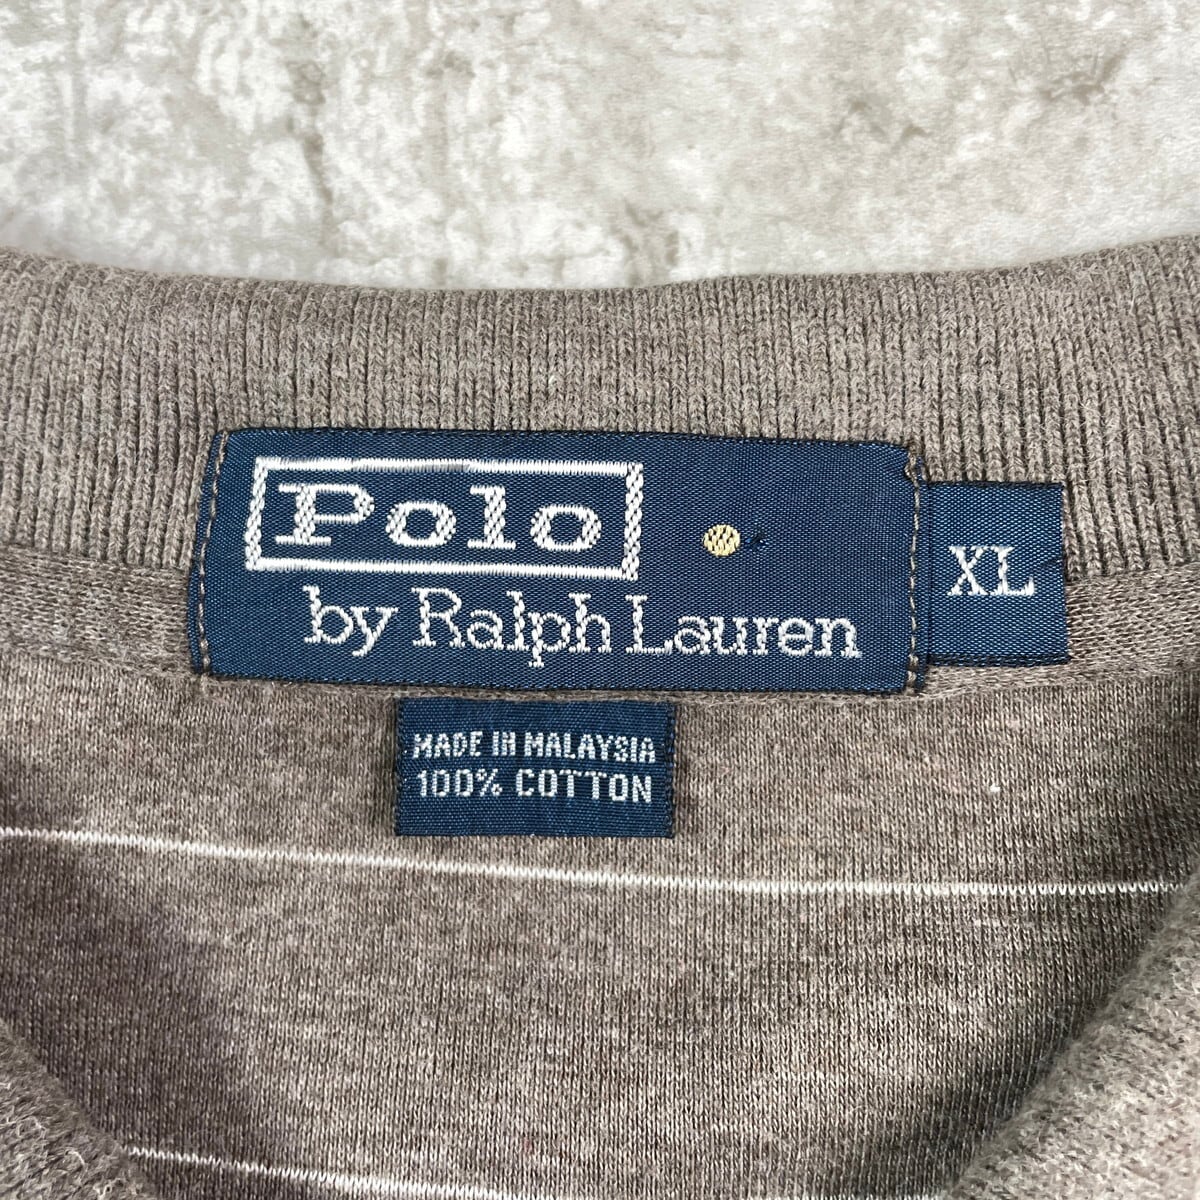 Polo
by Ralph Lauren
XL
MADE IN MALAYSIA
100% COTTON